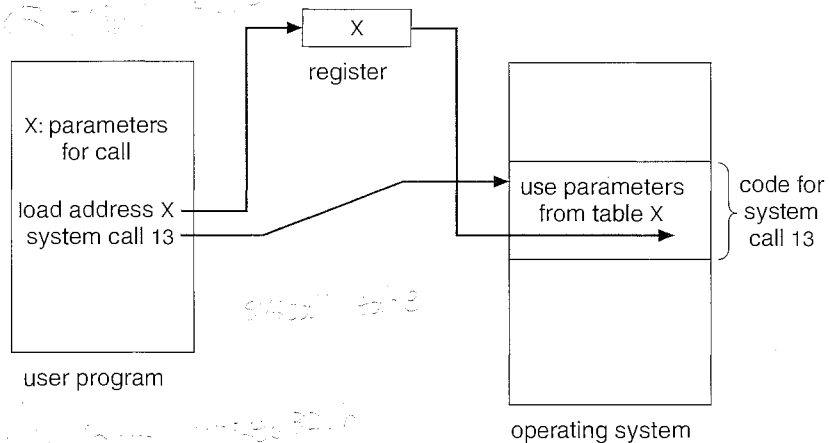 X
register
X: parameters
for call
load address X
system call 13
user program
use parameters
from table X
code for
system
call 13
operating system